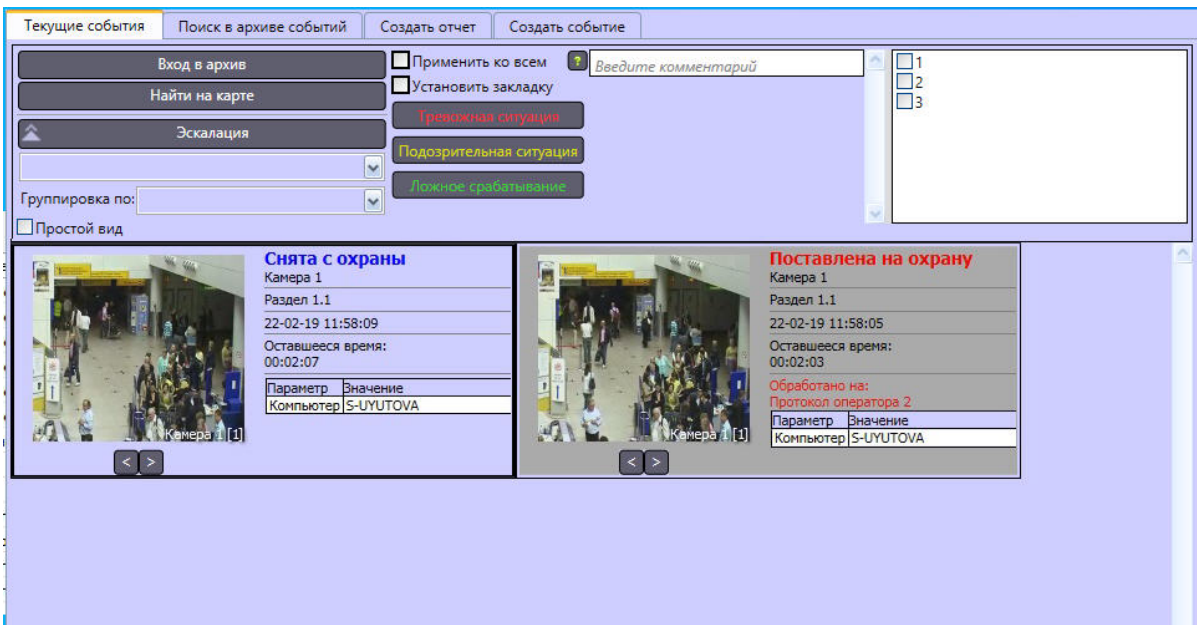 Текущие события
Поиск в архиве событий
Создать отчет
Создать событие
Вход в архив
Найти на карте
Эскалация
Группировка по:
Простой вид
Применить ко всем
?
Установить закладку
Тревожная ситуация
Подозрительная ситуация
Ложное срабатывание
Введите комментарий
1
2
3
Снята с охраны
Камера 1
Раздел 1.1
22-02-19 11:58:09
Оставшееся время:
00:02:07
Параметр Значение
Компьютер S-UYUTOVA
Камера 1 [1]
< >
Поставлена на охрану
Камера 1
Раздел 1.1
22-02-19 11:58:05
Оставшееся время:
00:02:03
Обработано на:
Протокол оператора 2
Параметр Значение
Компьютер S-UYUTOVA
Камера 1 [1]
< >